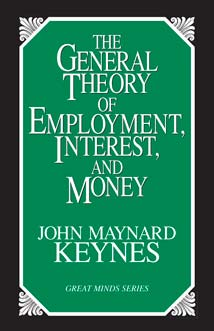 THE
GENERAL
THEORY
OF
EMPLOYMENT,
INTEREST,
AND
MONEY
JOHN MAYNARD
KEYNES
GREAT MINDS SERIES